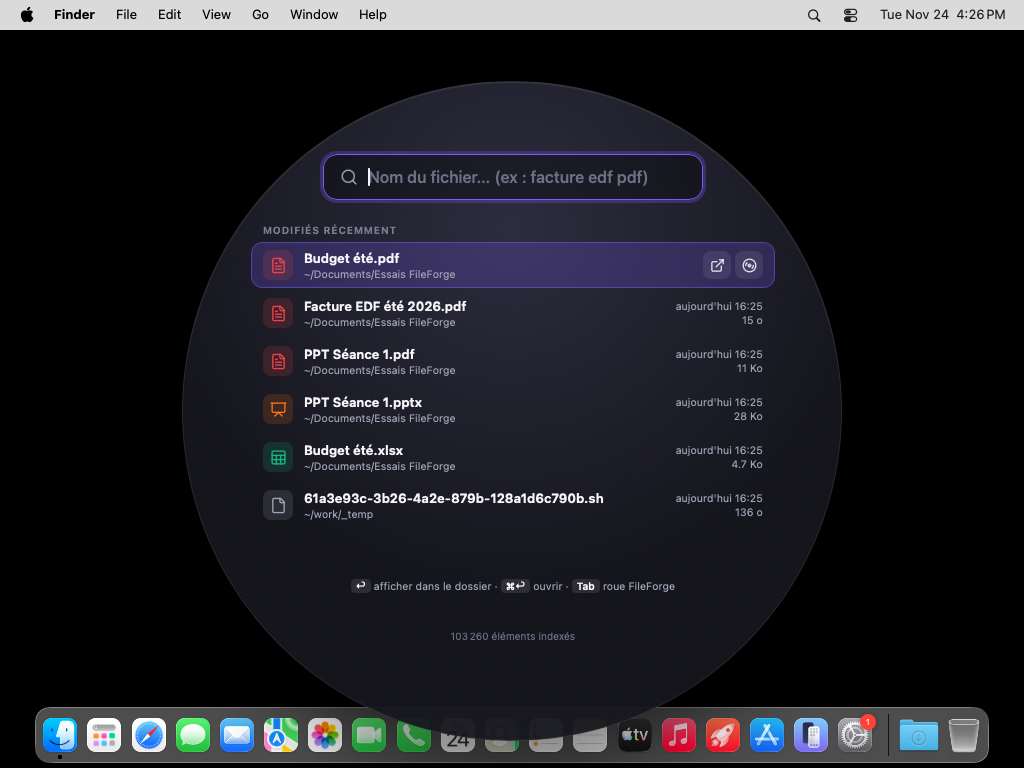 Finder File Edit View Go Window Help Tue Nov 24 4:26 PM
Nom du fichier... (ex : facture edf pdf)
MODIFIÉS RÉCEMMENT
Budget été.pdf
~/Documents/Essais FileForge
Facture EDF été 2026.pdf
~/Documents/Essais FileForge
aujourd'hui 16:25
15 o
PPT Séance 1.pdf
~/Documents/Essais FileForge
aujourd'hui 16:25
11 Ko
PPT Séance 1.pptx
~/Documents/Essais FileForge
aujourd'hui 16:25
28 Ko
Budget été.xlsx
~/Documents/Essais FileForge
aujourd'hui 16:25
4.7 Ko
61a3e93c-3b26-4a2e-879b-128a1d6c790b.sh
~/work/_temp
aujourd'hui 16:25
136 o
↩ afficher dans le dossier · ⌘↩ ouvrir · Tab roue FileForge
103 260 éléments indexés
24
tv
1